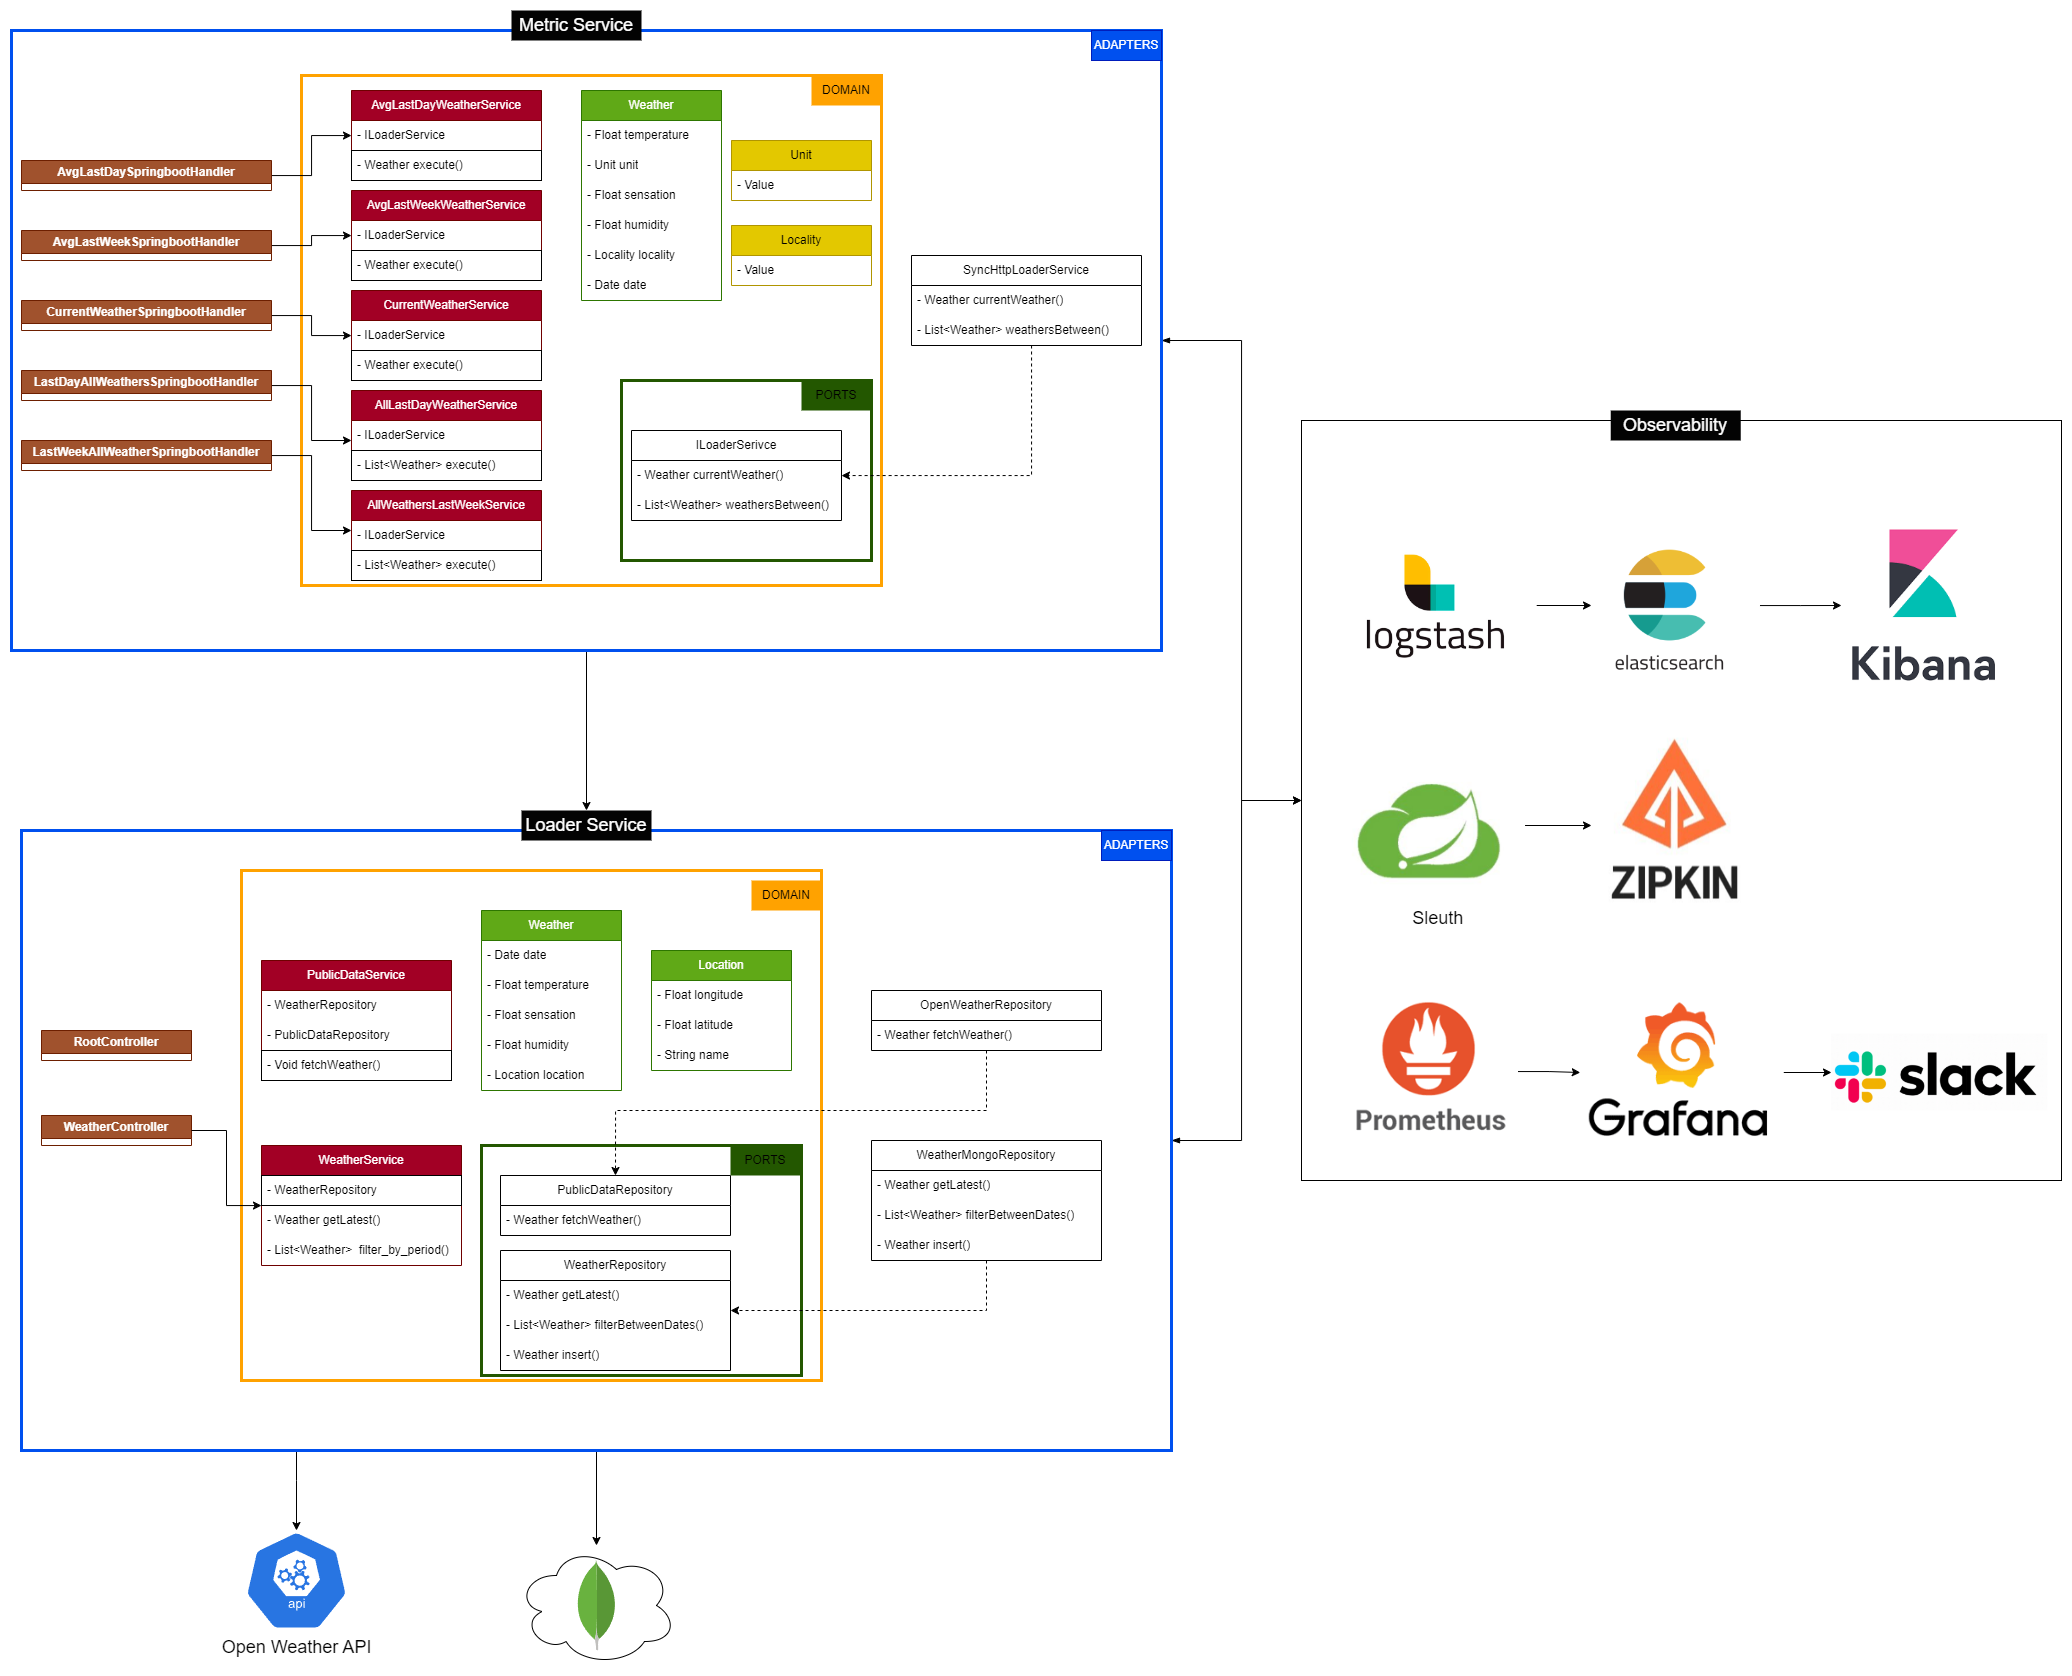 Metric Service
ADAPTERS
DOMAIN
AvgLastDayWeatherService
- ILoaderService
- Weather execute()
AvgLastWeekWeatherService
- ILoaderService
- Weather execute()
CurrentWeatherService
- ILoaderService
- Weather execute()
AllLastDayWeatherService
- ILoaderService
- List<Weather> execute()
AllWeathersLastWeekService
- ILoaderService
- List<Weather> execute()
AvgLastDaySpringbootHandler
AvgLastWeekSpringbootHandler
CurrentWeatherSpringbootHandler
LastDayAllWeathersSpringbootHandler
LastWeekAllWeatherSpringbootHandler
Weather
- Float temperature
- Unit unit
- Float sensation
- Float humidity
- Locality locality
- Date date
Unit
- Value
Locality
- Value
SyncHttpLoaderService
- Weather currentWeather()
- List<Weather> weathersBetween()
PORTS
ILoaderSerivce
- Weather currentWeather()
- List<Weather> weathersBetween()
Observability
logstash
elasticsearch
Kibana
Sleuth
ZIPKIN
Prometheus
Grafana
slack
Loader Service
ADAPTERS
DOMAIN
RootController
WeatherController
PublicDataService
- WeatherRepository
- PublicDataRepository
- Void fetchWeather()
WeatherService
- WeatherRepository
- Weather getLatest()
- List<Weather>  filter_by_period()
Weather
- Date date
- Float temperature
- Float sensation
- Float humidity
- Location location
Location
- Float longitude
- Float latitude
- String name
OpenWeatherRepository
- Weather fetchWeather()
WeatherMongoRepository
- Weather getLatest()
- List<Weather> filterBetweenDates()
- Weather insert()
PORTS
PublicDataRepository
- Weather fetchWeather()
WeatherRepository
- Weather getLatest()
- List<Weather> filterBetweenDates()
- Weather insert()
api
Open Weather API